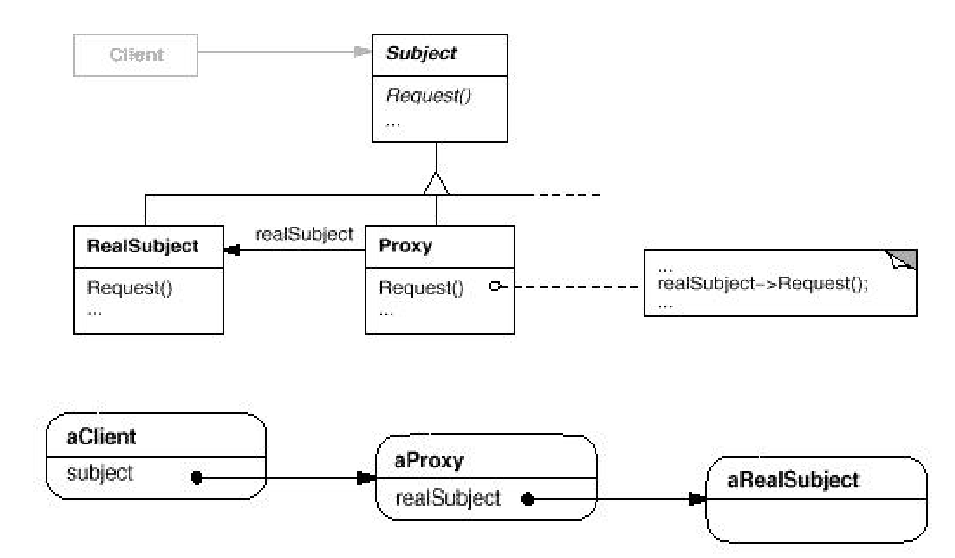 Client
Subject
Request()
...
RealSubject
Request()
...
realSubject
Proxy
Request()
...
...
realSubject->Request();
...
aClient
subject
aProxy
realSubject
aRealSubject